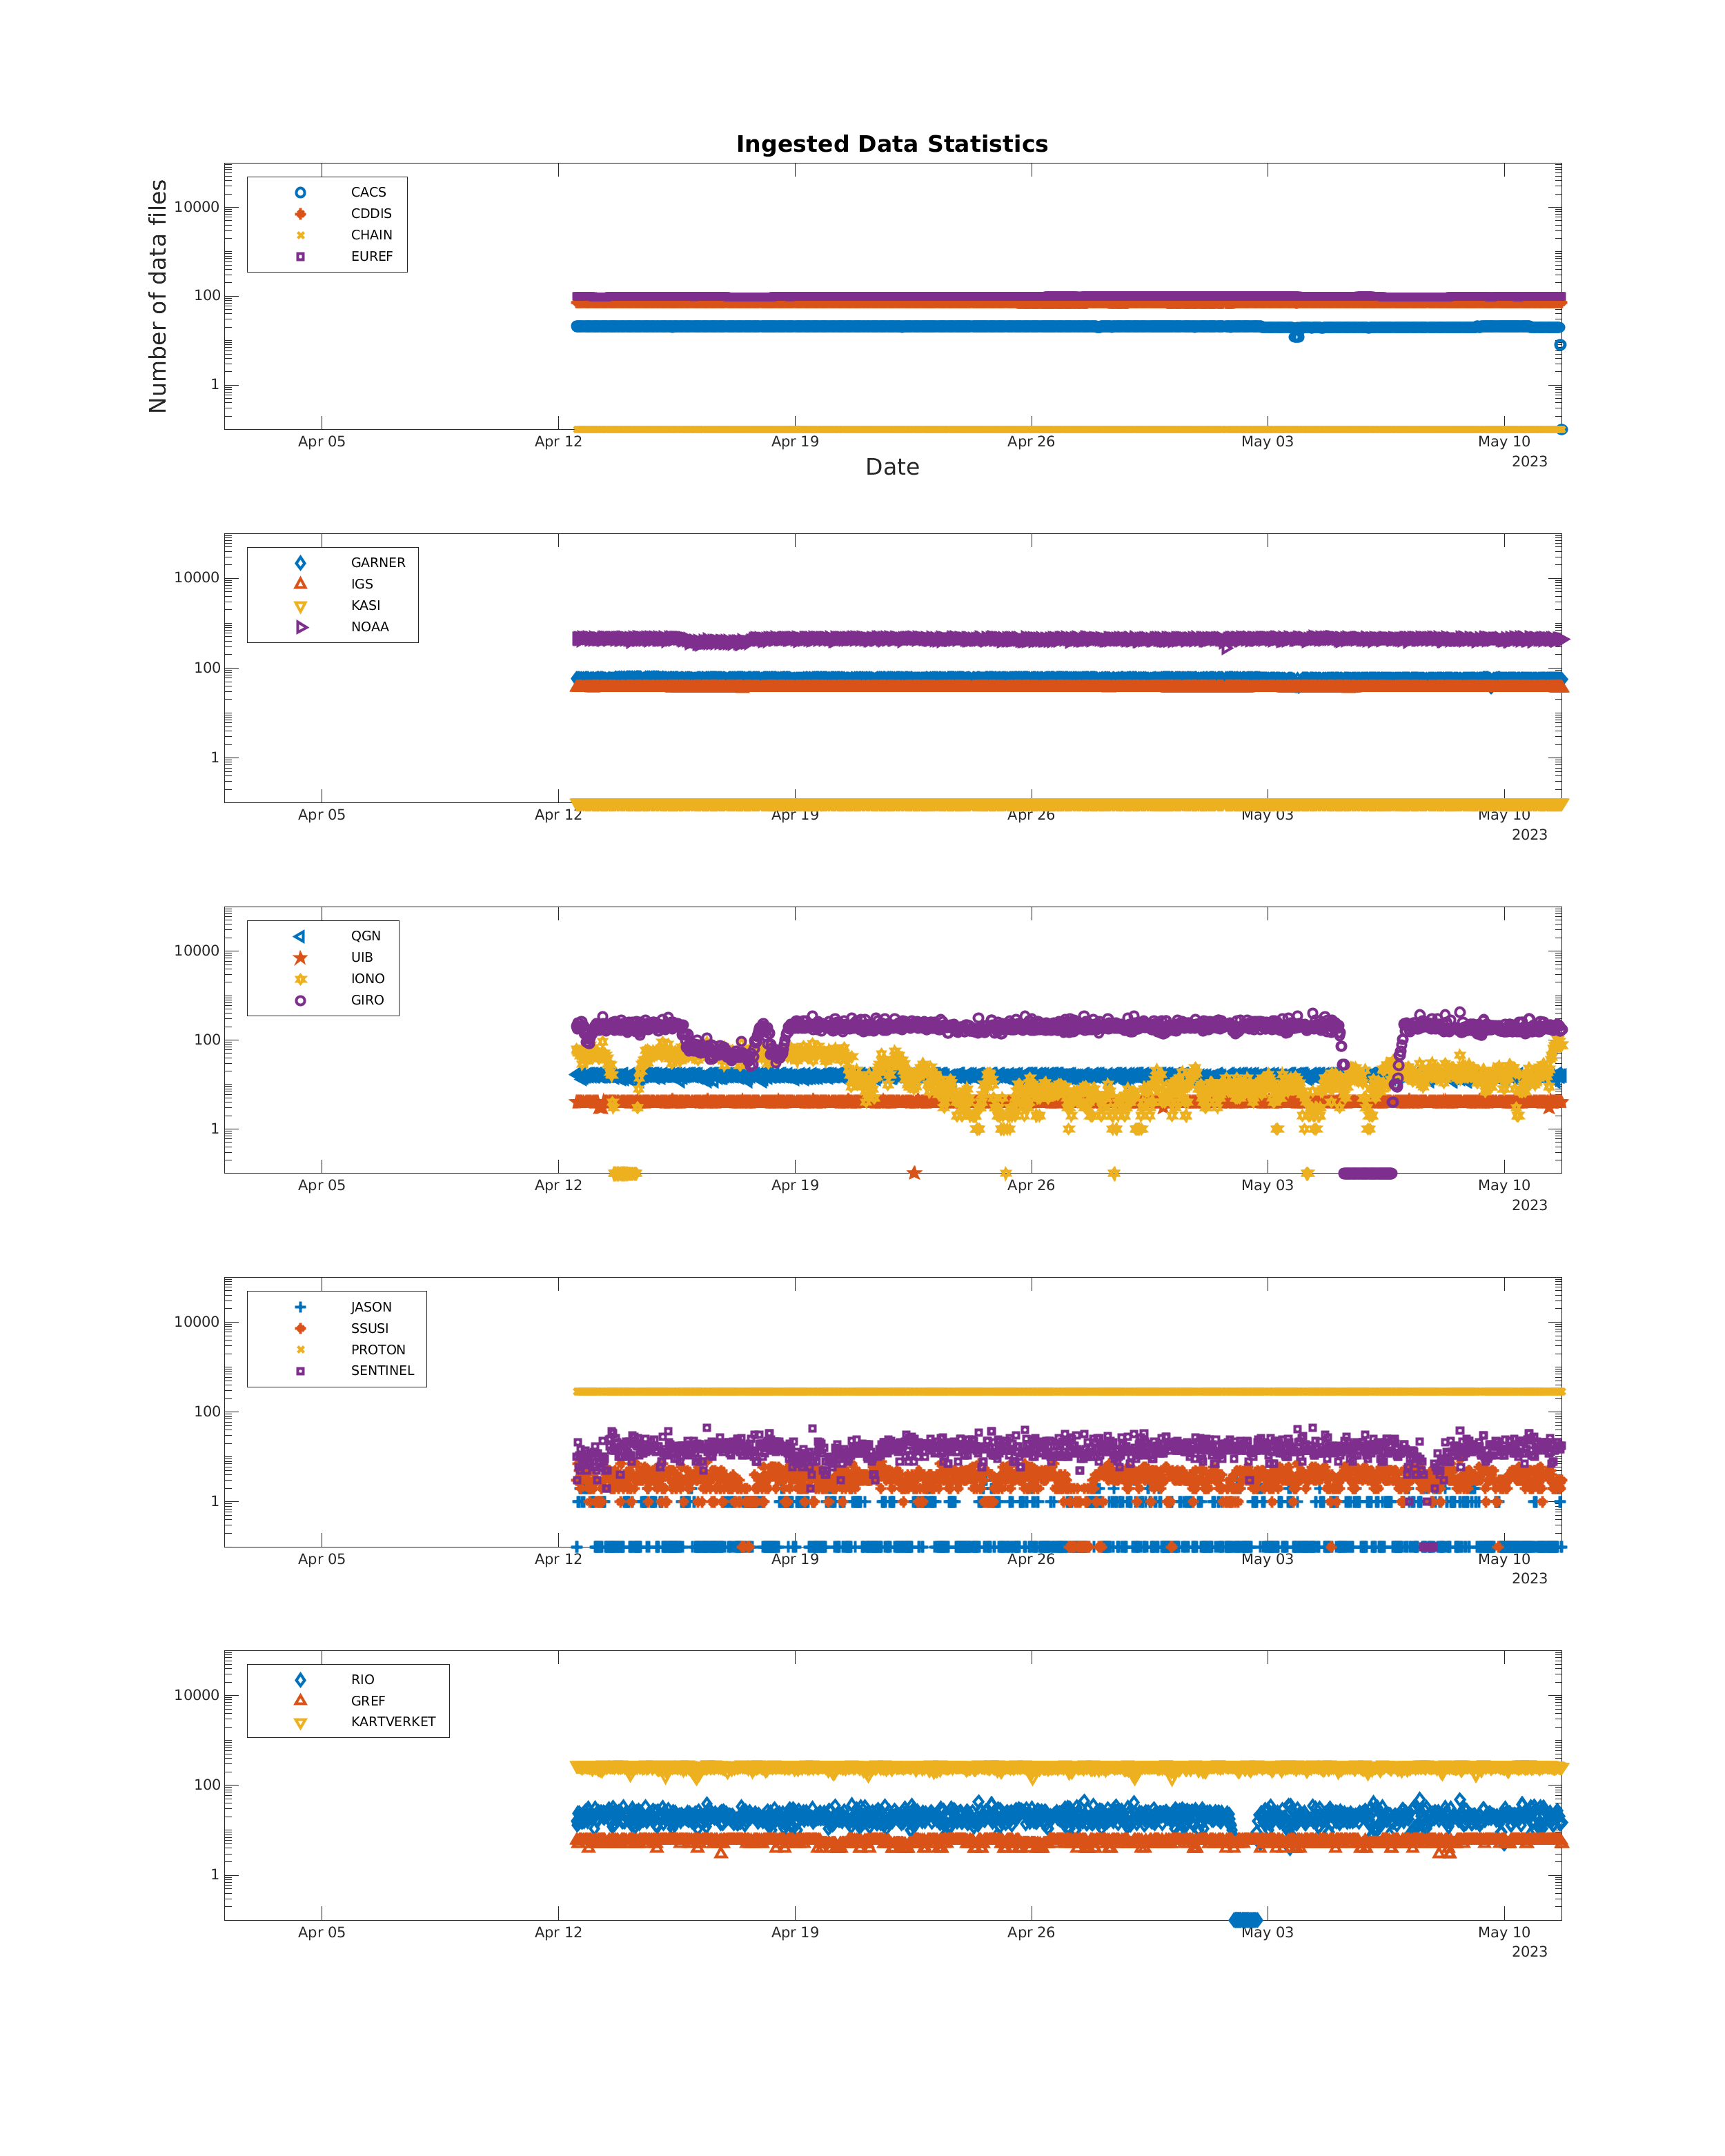 Ingested Data Statistics
Number of data files
10000
100
1
CACS
CDDIS
CHAIN
EUREF
Apr 05 Apr 12 Apr 19 Apr 26 May 03 May 10
2023
Date
10000
100
1
GARNER
IGS
KASI
NOAA
Apr 05 Apr 12 Apr 19 Apr 26 May 03 May 10
2023
10000
100
1
QGN
UIB
IONO
GIRO
Apr 05 Apr 12 Apr 19 Apr 26 May 03 May 10
2023
10000
100
1
JASON
SSUSI
PROTON
SENTINEL
Apr 05 Apr 12 Apr 19 Apr 26 May 03 May 10
2023
10000
100
1
RIO
GREF
KARTVERKET
Apr 05 Apr 12 Apr 19 Apr 26 May 03 May 10
2023